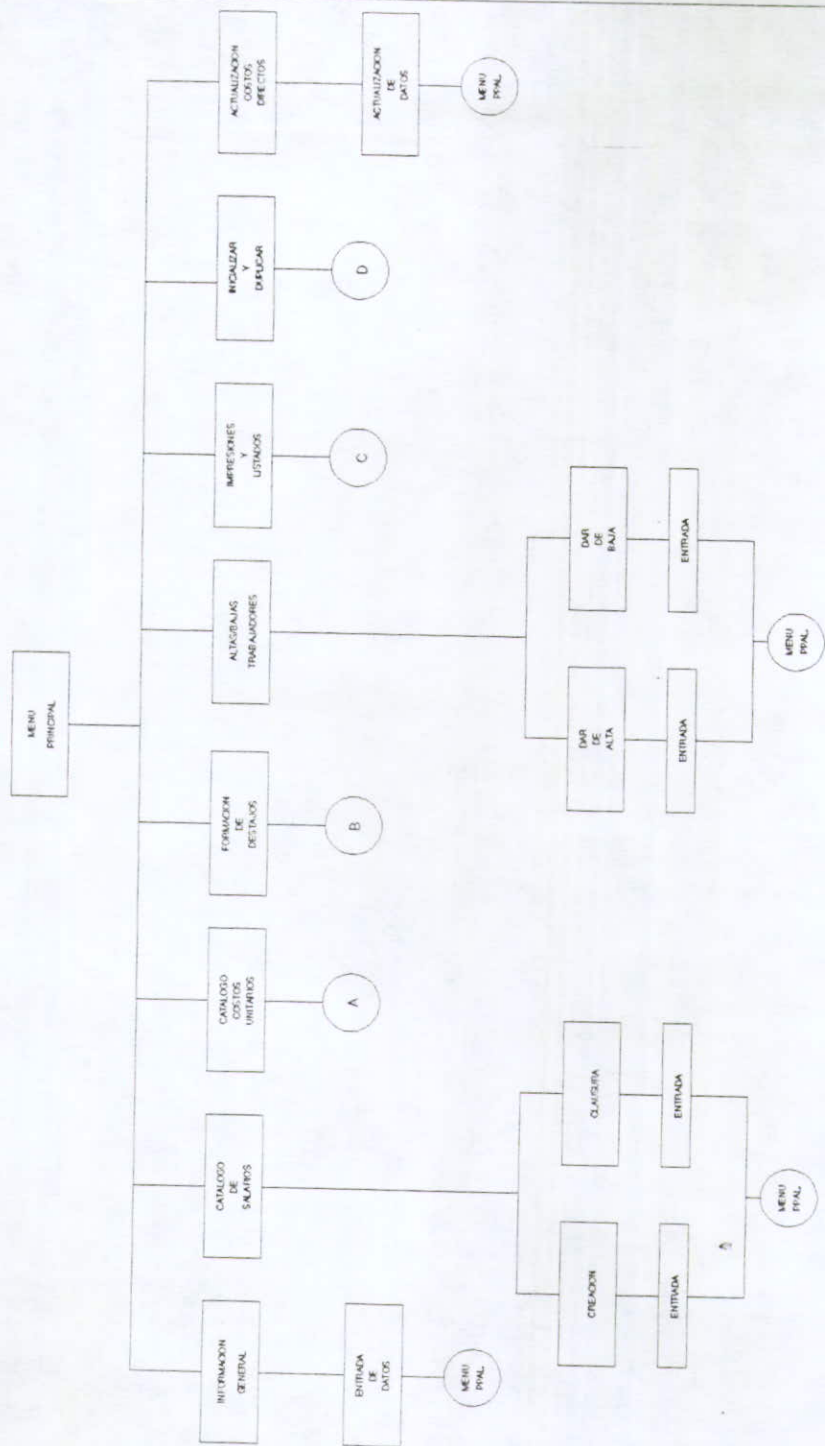 MENU
PRINCIPAL
INFORMACION
GENERAL
CATALOGO
DE
SALARIOS
CATALOGO
COSTOS
UNITARIOS
FORMACION
DE
DESTAJOS
ALTAS/BAJAS
TRABAJADORES
IMPRESIONES
Y
LISTADOS
INICIALIZAR
Y
DUPLICAR
ACTUALIZACION
COSTOS
DIRECTOS
ENTRADA
DE
DATOS
A
B
C
D
ACTUALIZACION
DE
DATOS
MENU
PPAL.
MENU
PPAL.
CREACION
CLAUSURA
DAR
DE
ALTA
DAR
DE
BAJA
ENTRADA
ENTRADA
ENTRADA
ENTRADA
MENU
PPAL.
MENU
PPAL.